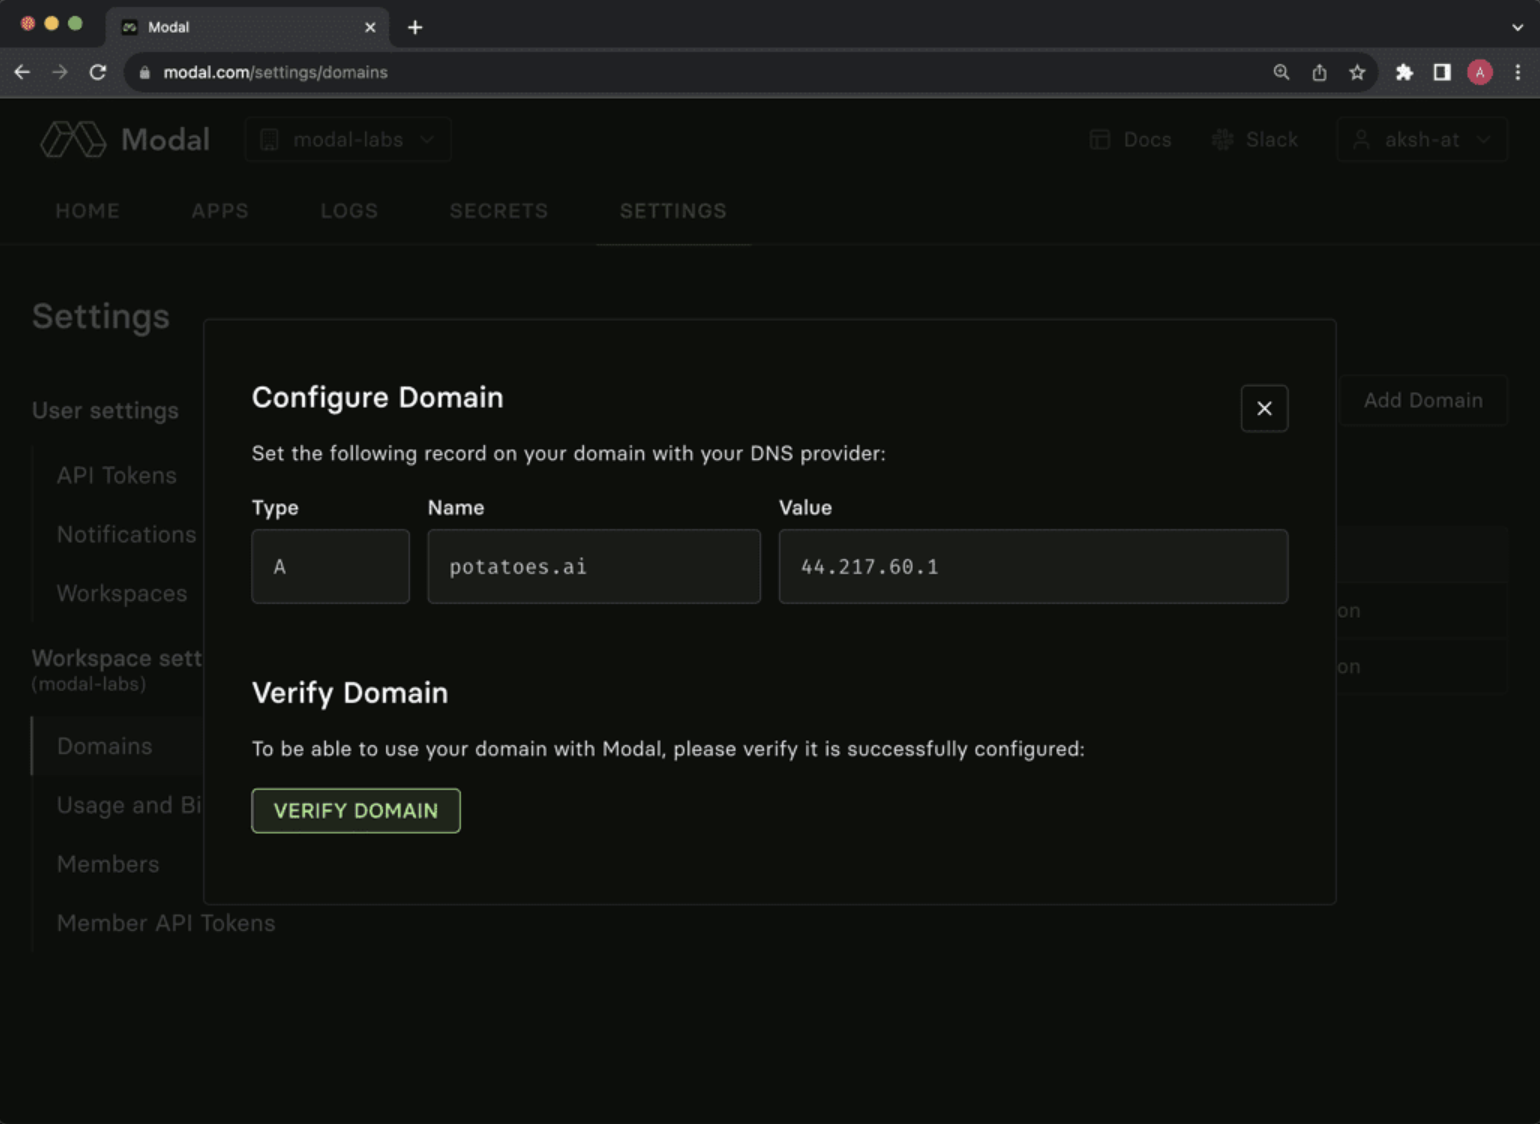 Modal
modal.com/settings/domains
A
Modal
modal-labs
Docs
Slack
aksh-at
HOME
APPS
LOGS
SECRETS
SETTINGS
Settings
User settings
API Tokens
Notifications
Workspaces
Workspace sett
(modal-labs)
Domains
Usage and Bi
Members
Member API Tokens
Add Domain
on
on
Configure Domain
Set the following record on your domain with your DNS provider:
Type
Name
Value
A
potatoes.ai
44.217.60.1
Verify Domain
To be able to use your domain with Modal, please verify it is successfully configured:
VERIFY DOMAIN